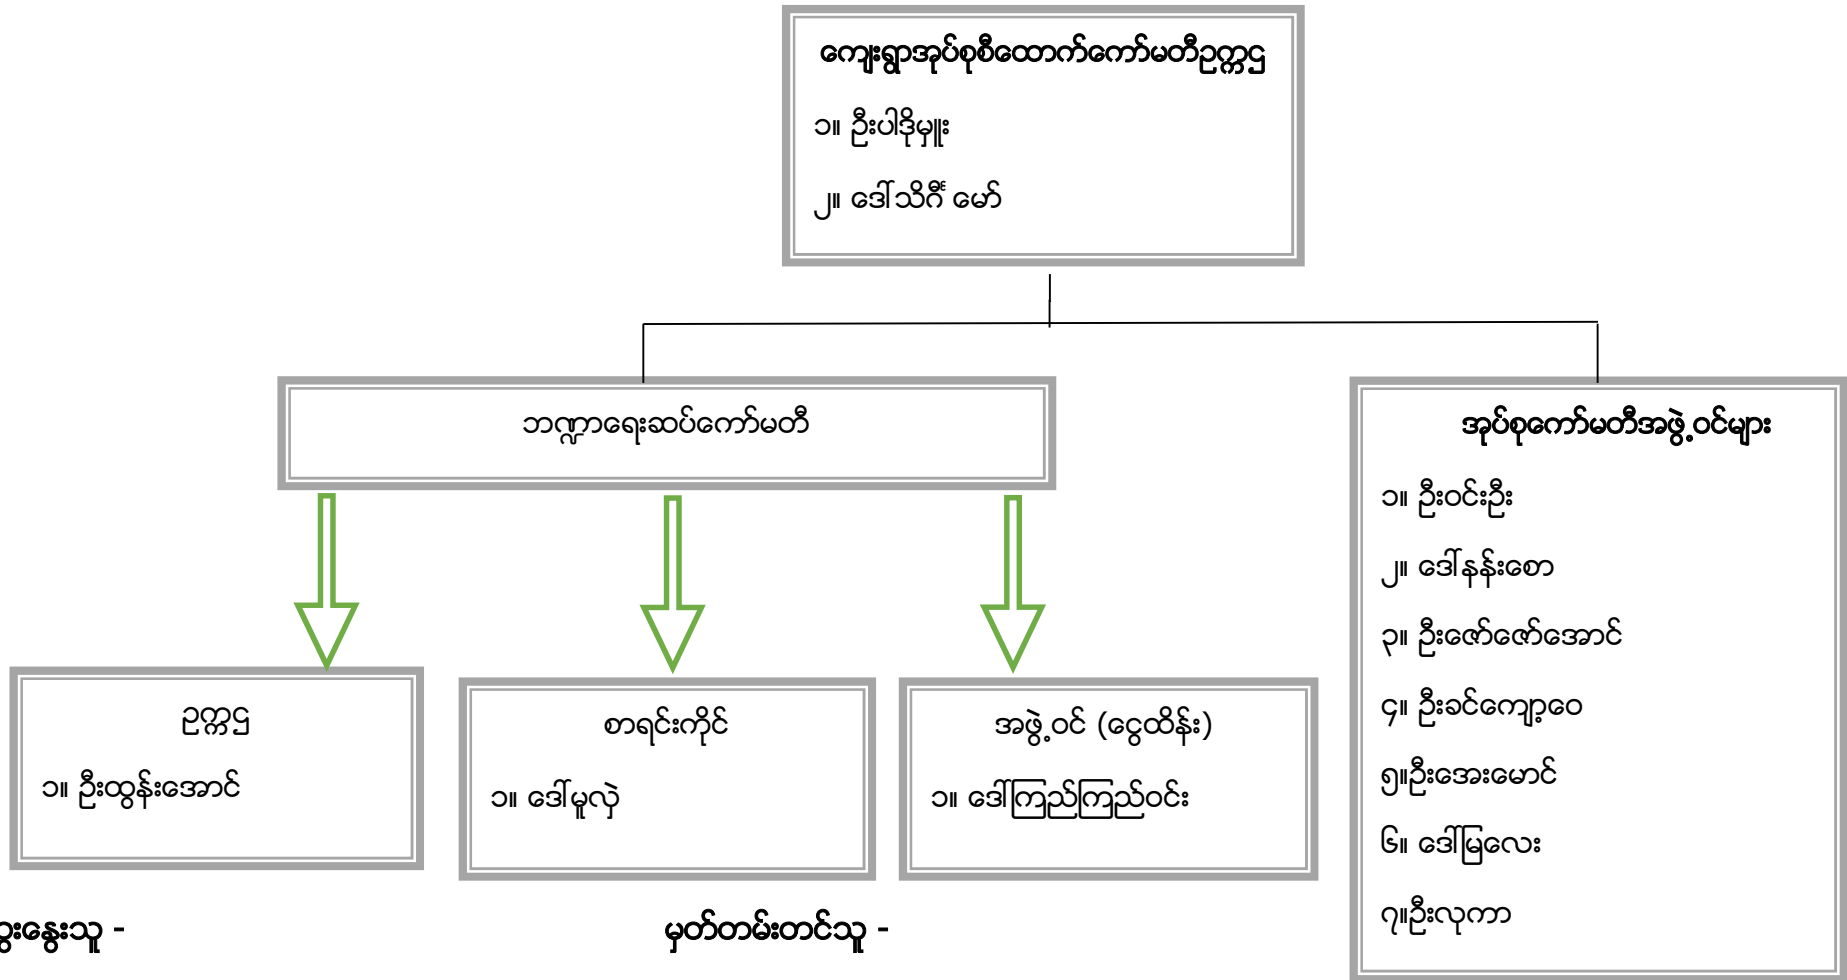 ကျေးရွာအုပ်စုစီထောက်ကော်မတီဥက္ကဌ
၁။ ဦးပါဒိုမှူး
၂။ ဒေါ်သိင်္ဂီ မော်
ဘဏ္ဍာရေးဆပ်ကော်မတီ
ဥက္ကဌ
၁။ ဦးထွန်းအောင်
စာရင်းကိုင်
၁။ ဒေါ်မူလှဲ
အဖွဲ့ဝင် (ငွေထိန်း)
၁။ ဒေါ်ကြည်ကြည်ဝင်း
အုပ်စုကော်မတီအဖွဲ့ဝင်များ
၁။ ဦးဝင်းဦး
၂။ ဒေါ်နန်းစော
၃။ ဦးဇော်ဇော်အောင်
၄။ ဦးခင်ကျော့ဝေ
၅။ဦးအေးမောင်
၆။ ဒေါ်မြလေး
၇။ဦးလုကာ
မှတ်တမ်းတင်သူ -